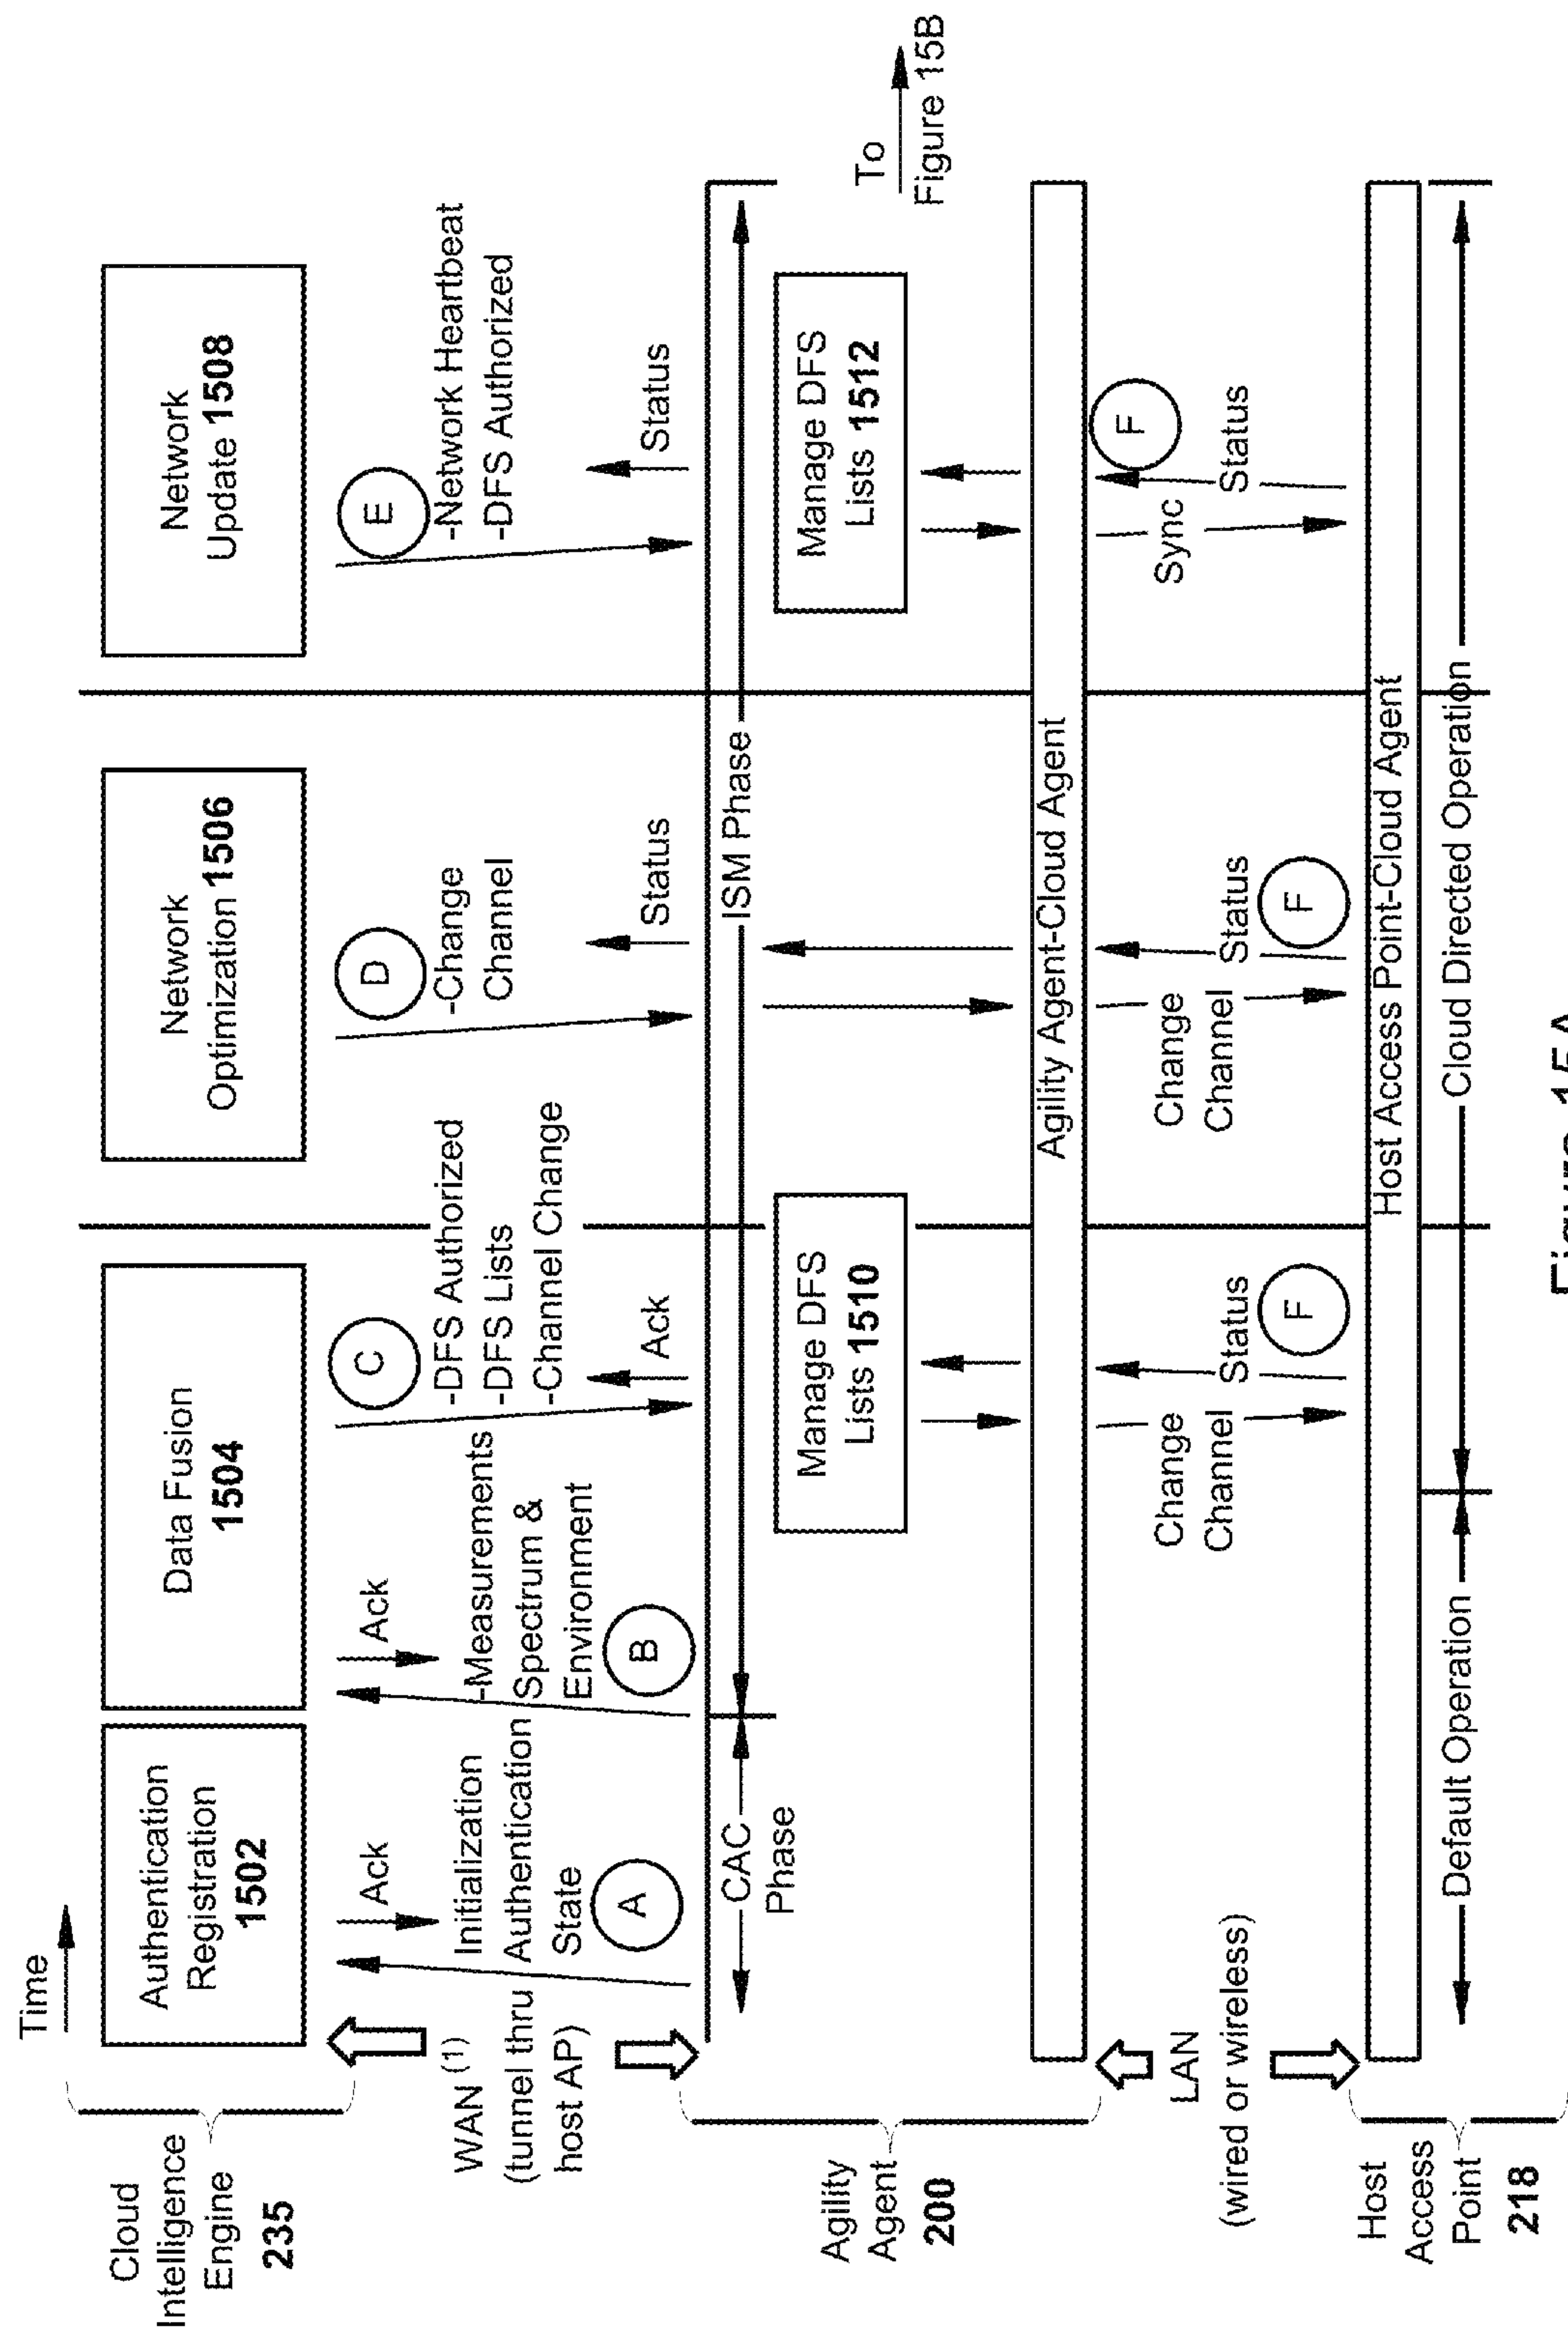 Time
Cloud
Intelligence
Engine
235
Authentication
Registration
1502
Data Fusion
1504
Network
Optimization 1506
Network
Update 1508
WAN (1)
(tunnel thru
host AP)
Ack
Initialization
Authentication
State
A
Ack
-Measurements
Spectrum &
Environment
B
C
-DFS Authorized
-DFS Lists
-Channel Change
Ack
D
-Change
Channel
Status
E
-Network Heartbeat
-DFS Authorized
Status
Agility
Agent
200
CAC
Phase
ISM Phase
Manage DFS
Lists 1510
Manage DFS
Lists 1512
To
Figure 15B
Agility Agent-Cloud Agent
LAN
(wired or wireless)
Change
Channel
Status
F
Change
Channel
Status
F
Sync
Status
F
Host
Access
Point
218
Host Access Point-Cloud Agent
Default Operation
Cloud Directed Operation
Figure 15A